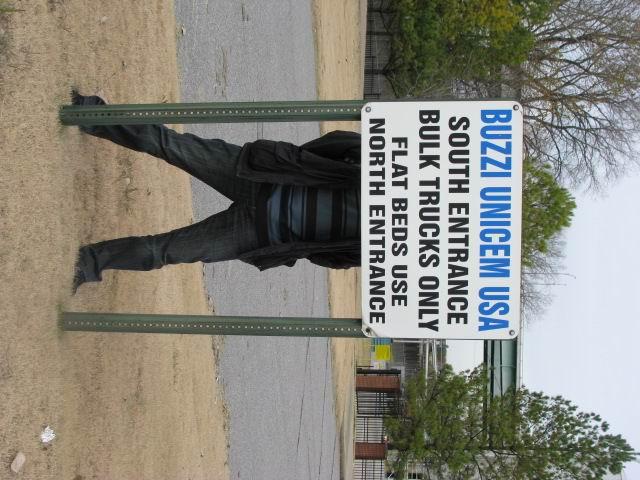 BUZZI UNICEM USA
SOUTH ENTRANCE
BULK TRUCKS ONLY
FLAT BEDS USE
NORTH ENTRANCE